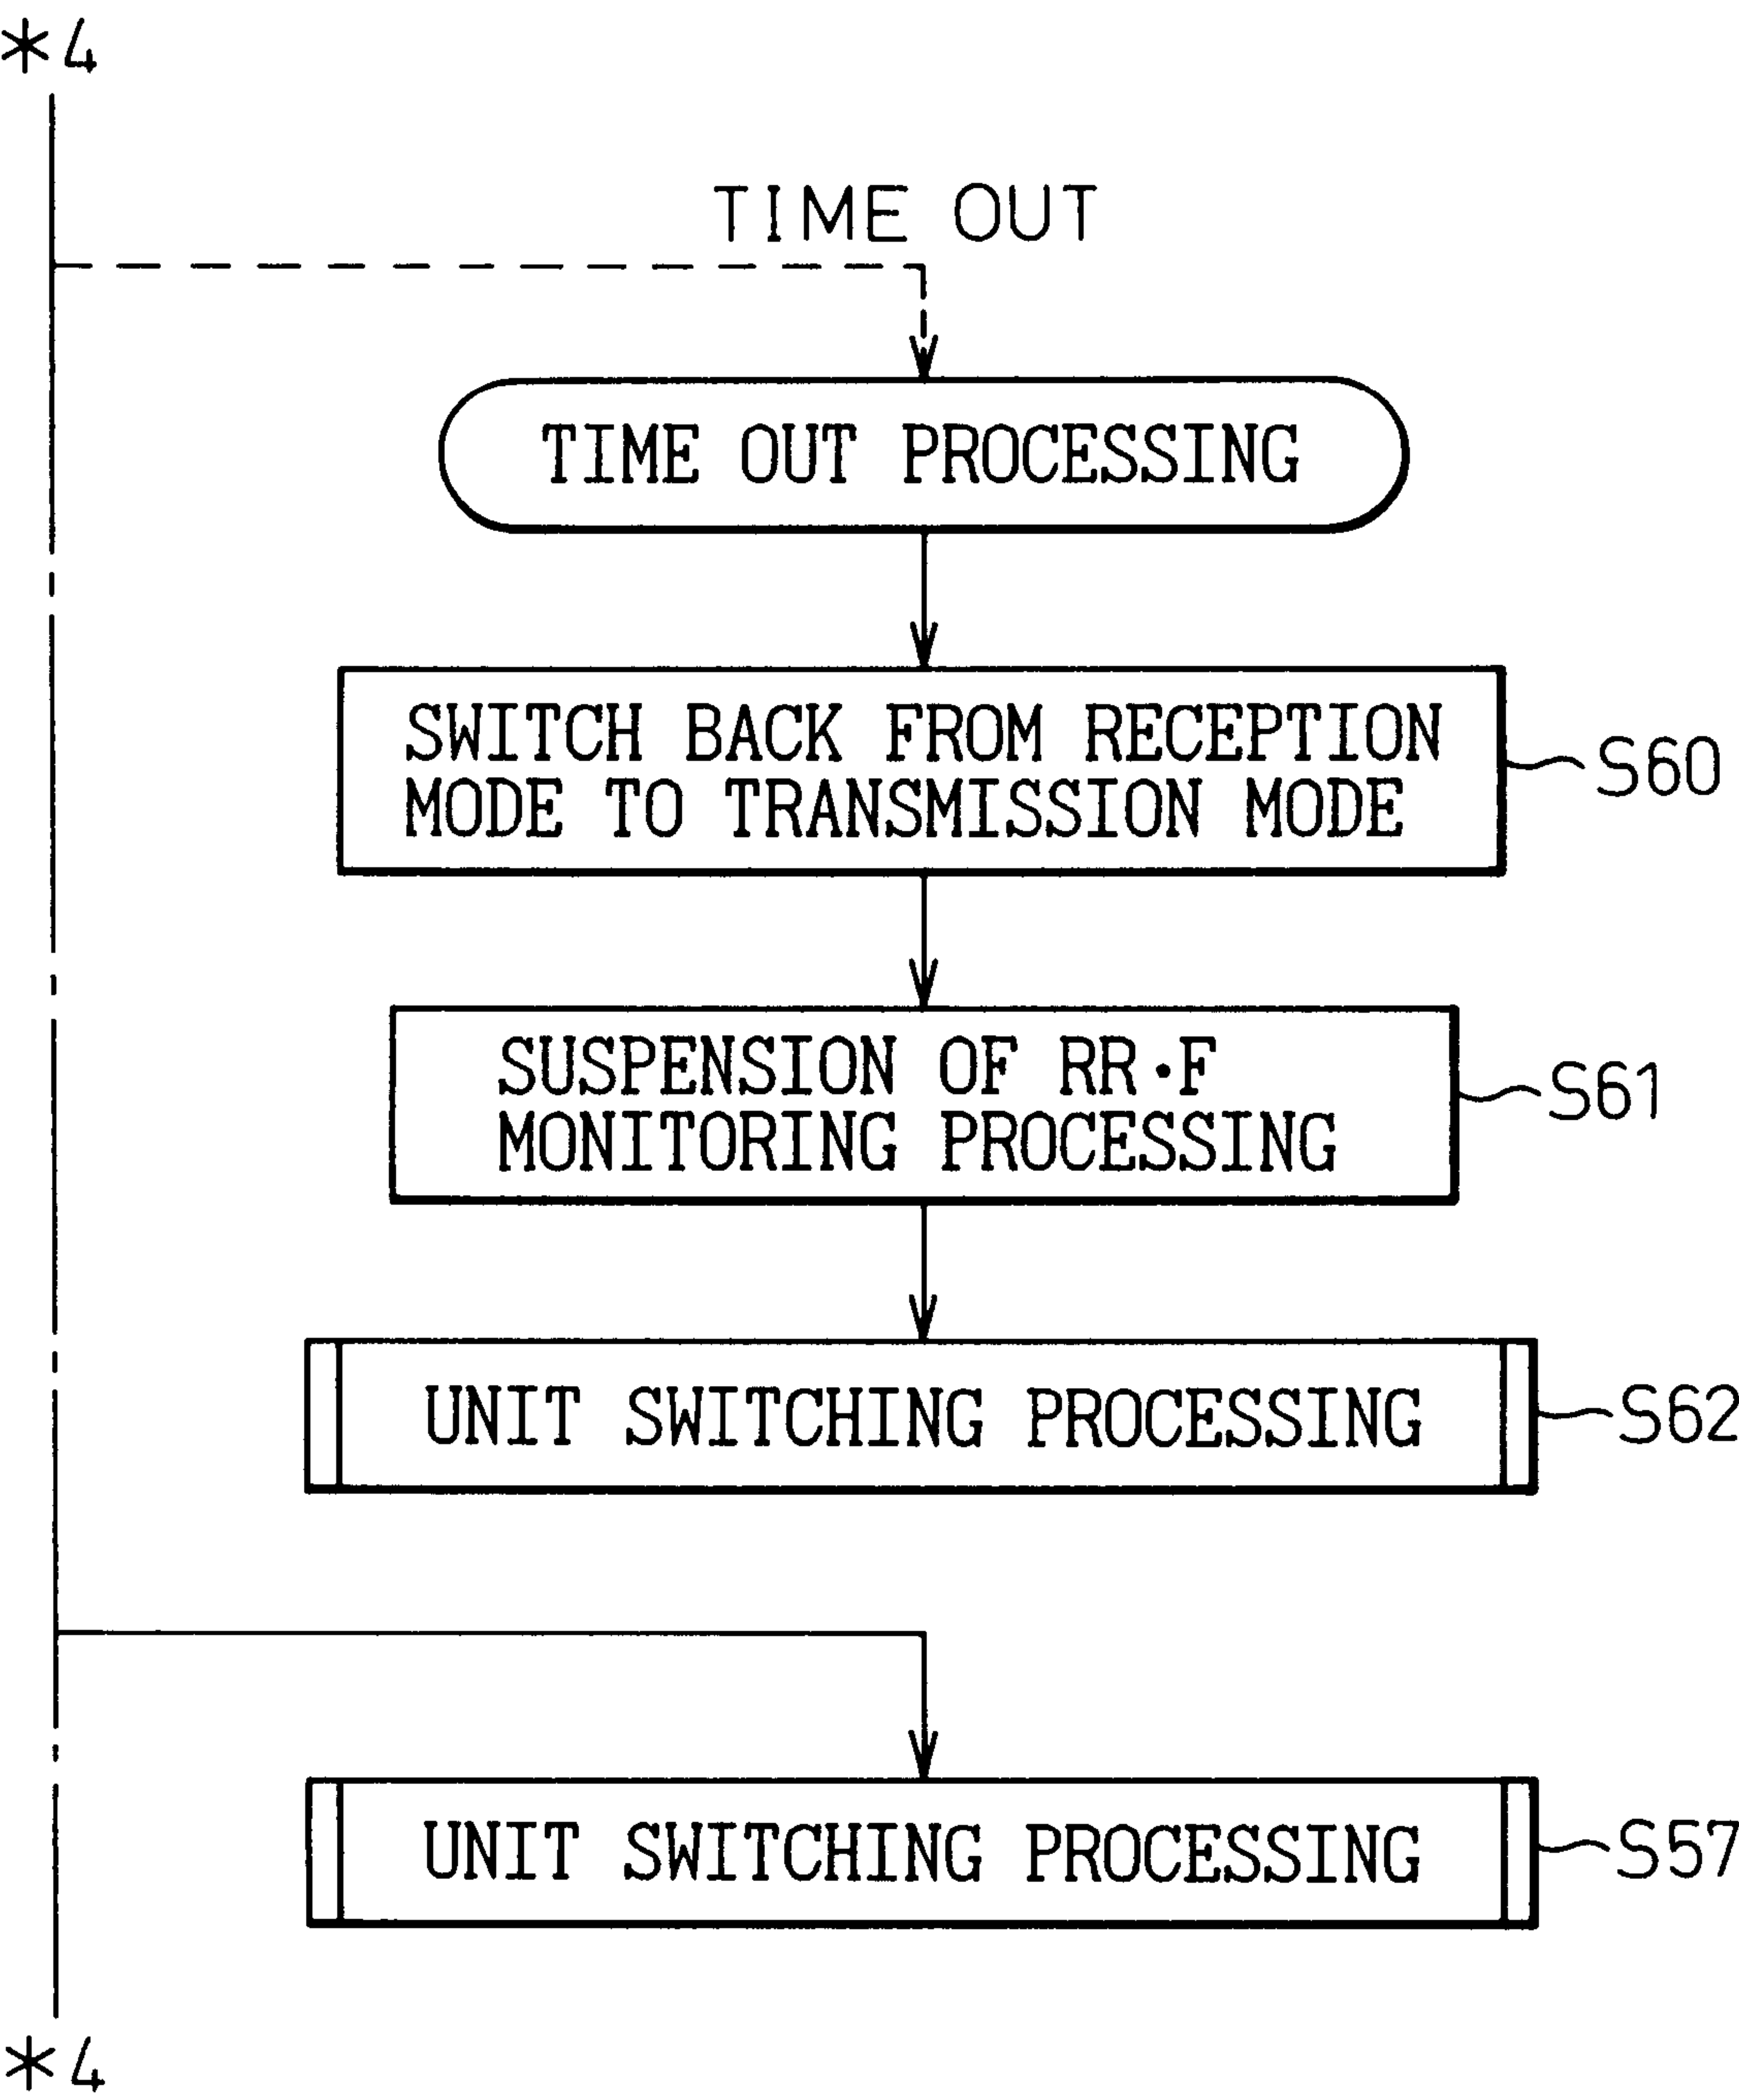 *4
TIME OUT
TIME OUT PROCESSING
SWITCH BACK FROM RECEPTION
MODE TO TRANSMISSION MODE
S60
SUSPENSION OF RR·F
MONITORING PROCESSING
S61
UNIT SWITCHING PROCESSING
S62
UNIT SWITCHING PROCESSING
S57
*4